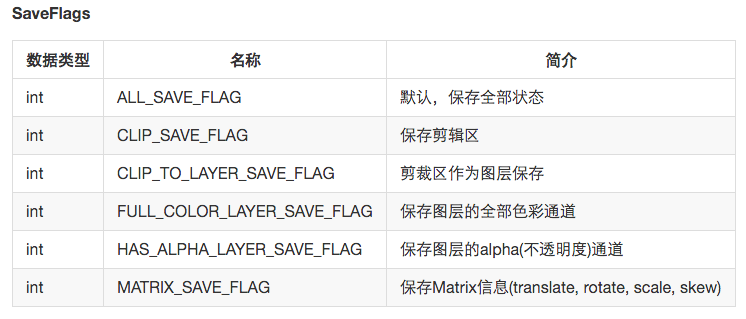 SaveFlags
数据类型 名称 简介
int ALL_SAVE_FLAG 默认，保存全部状态
int CLIP_SAVE_FLAG 保存剪辑区
int CLIP_TO_LAYER_SAVE_FLAG 剪裁区作为图层保存
int FULL_COLOR_LAYER_SAVE_FLAG 保存图层的全部色彩通道
int HAS_ALPHA_LAYER_SAVE_FLAG 保存图层的alpha(不透明度)通道
int MATRIX_SAVE_FLAG 保存Matrix信息(translate, rotate, scale, skew)